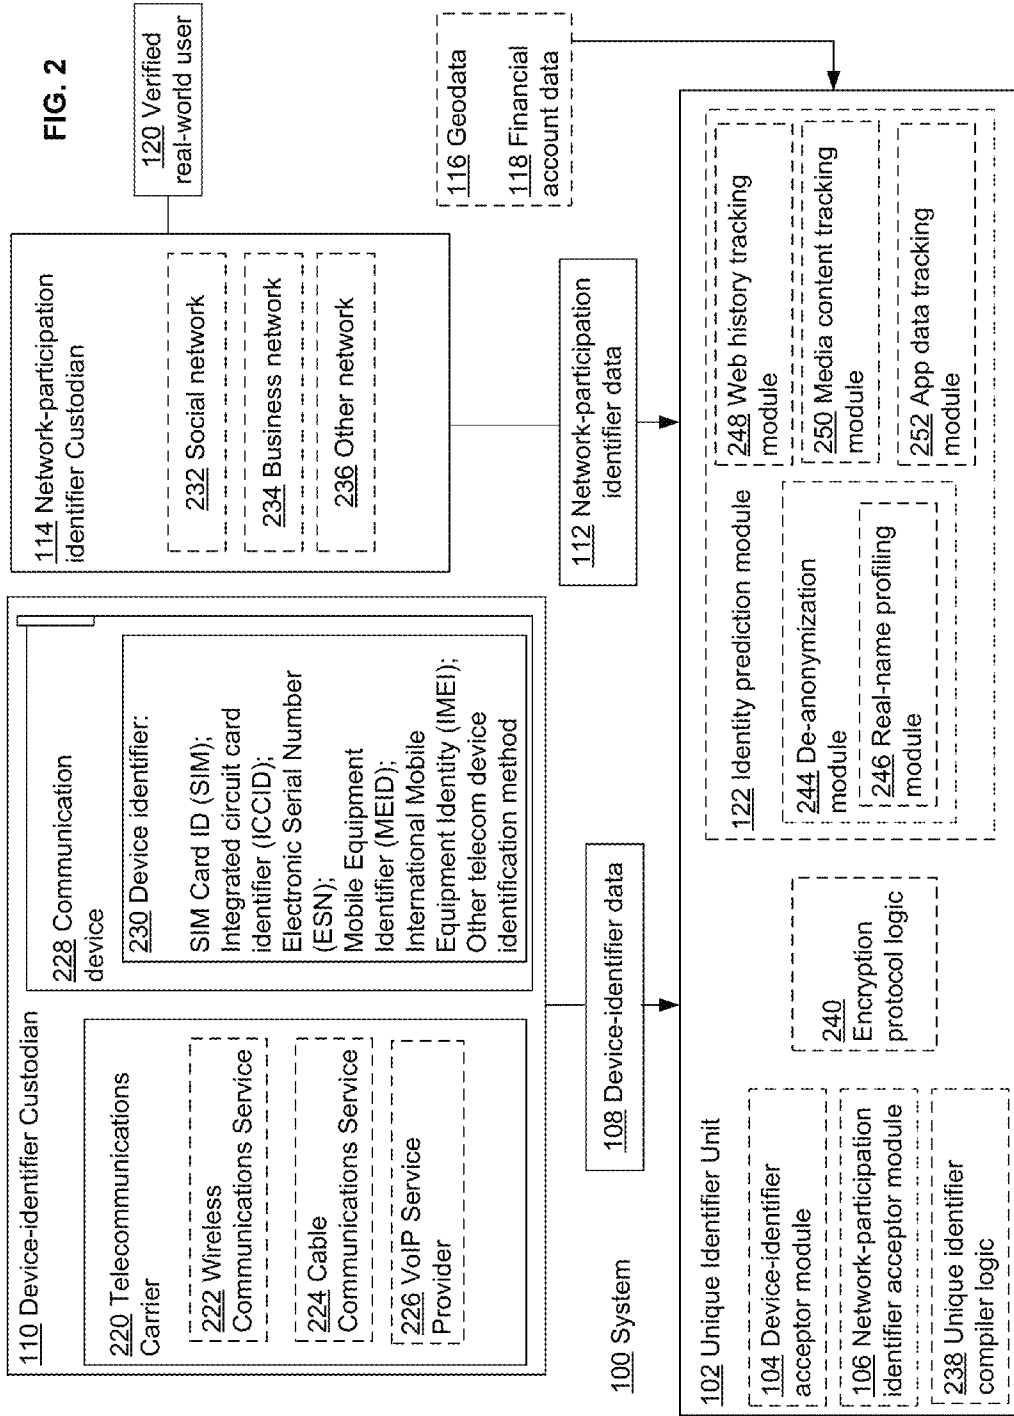 FIG. 2
110 Device-identifier Custodian
220 Telecommunications
Carrier
222 Wireless
Communications Service
224 Cable
Communications Service
226 VoIP Service
Provider
228 Communication
device
230 Device identifier:
SIM Card ID (SIM);
Integrated circuit card
identifier (ICCID);
Electronic Serial Number
(ESN);
Mobile Equipment
Identifier (MEID);
International Mobile
Equipment Identity (IMEI);
Other telecom device
identification method
114 Network-participation
identifier Custodian
232 Social network
234 Business network
236 Other network
120 Verified
real-world user
100 System
108 Device-identifier data
112 Network-participation
identifier data
116 Geodata
118 Financial
account data
102 Unique Identifier Unit
104 Device-identifier
acceptor module
106 Network-participation
identifier acceptor module
238 Unique identifier
compiler logic
240
Encryption
protocol logic
122 Identity prediction module
244 De-anonymization
module
246 Real-name profiling
module
248 Web history tracking
module
250 Media content tracking
module
252 App data tracking
module